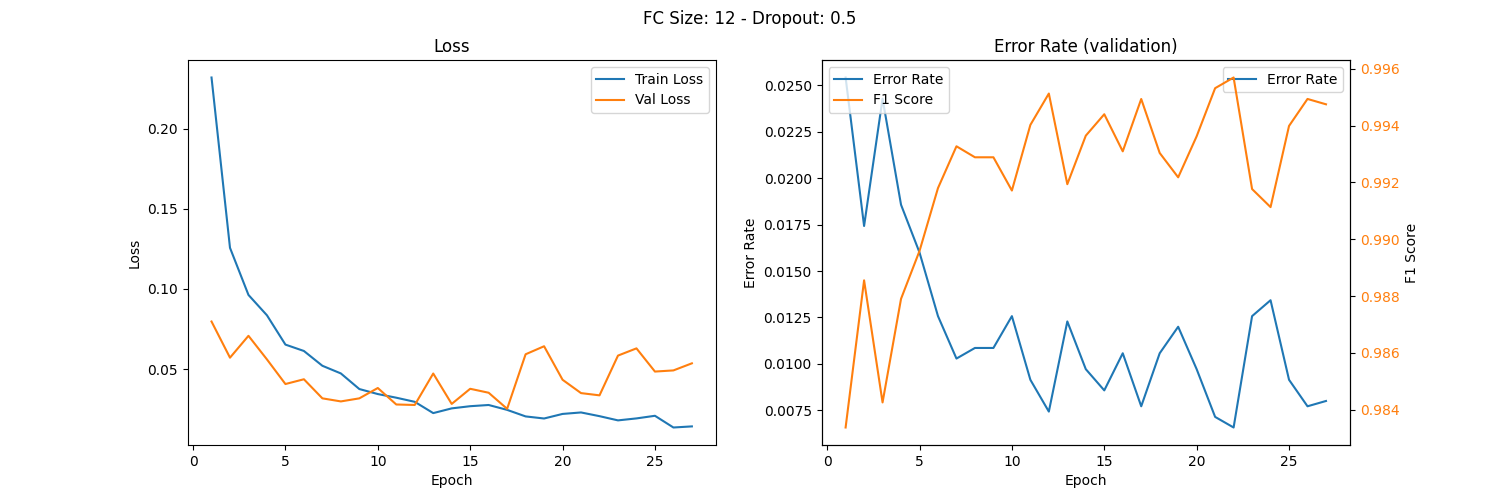 FC Size: 12 - Dropout: 0.5
Loss
Train Loss
Val Loss
0.20
0.15
0.10
0.05
Loss
0
5
10
15
20
25
Epoch
Error Rate (validation)
Error Rate
F1 Score
Error Rate
0.0250
0.0225
0.0200
0.0175
0.0150
0.0125
0.0100
0.0075
Error Rate
0
5
10
15
20
25
Epoch
0.996
0.994
0.992
0.990
0.988
0.986
0.984
F1 Score